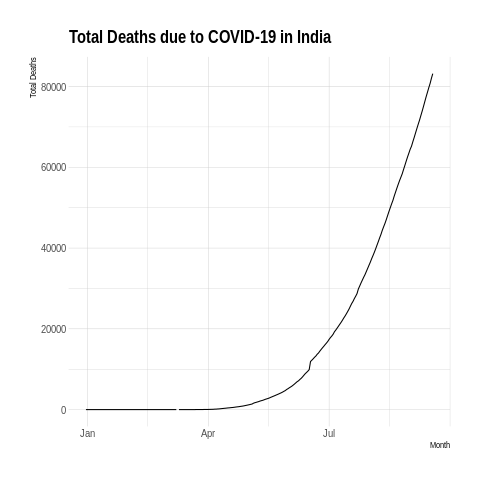 Total Deaths due to COVID-19 in India
Total Deaths
80000
60000
40000
20000
0
Jan Apr Jul
Month